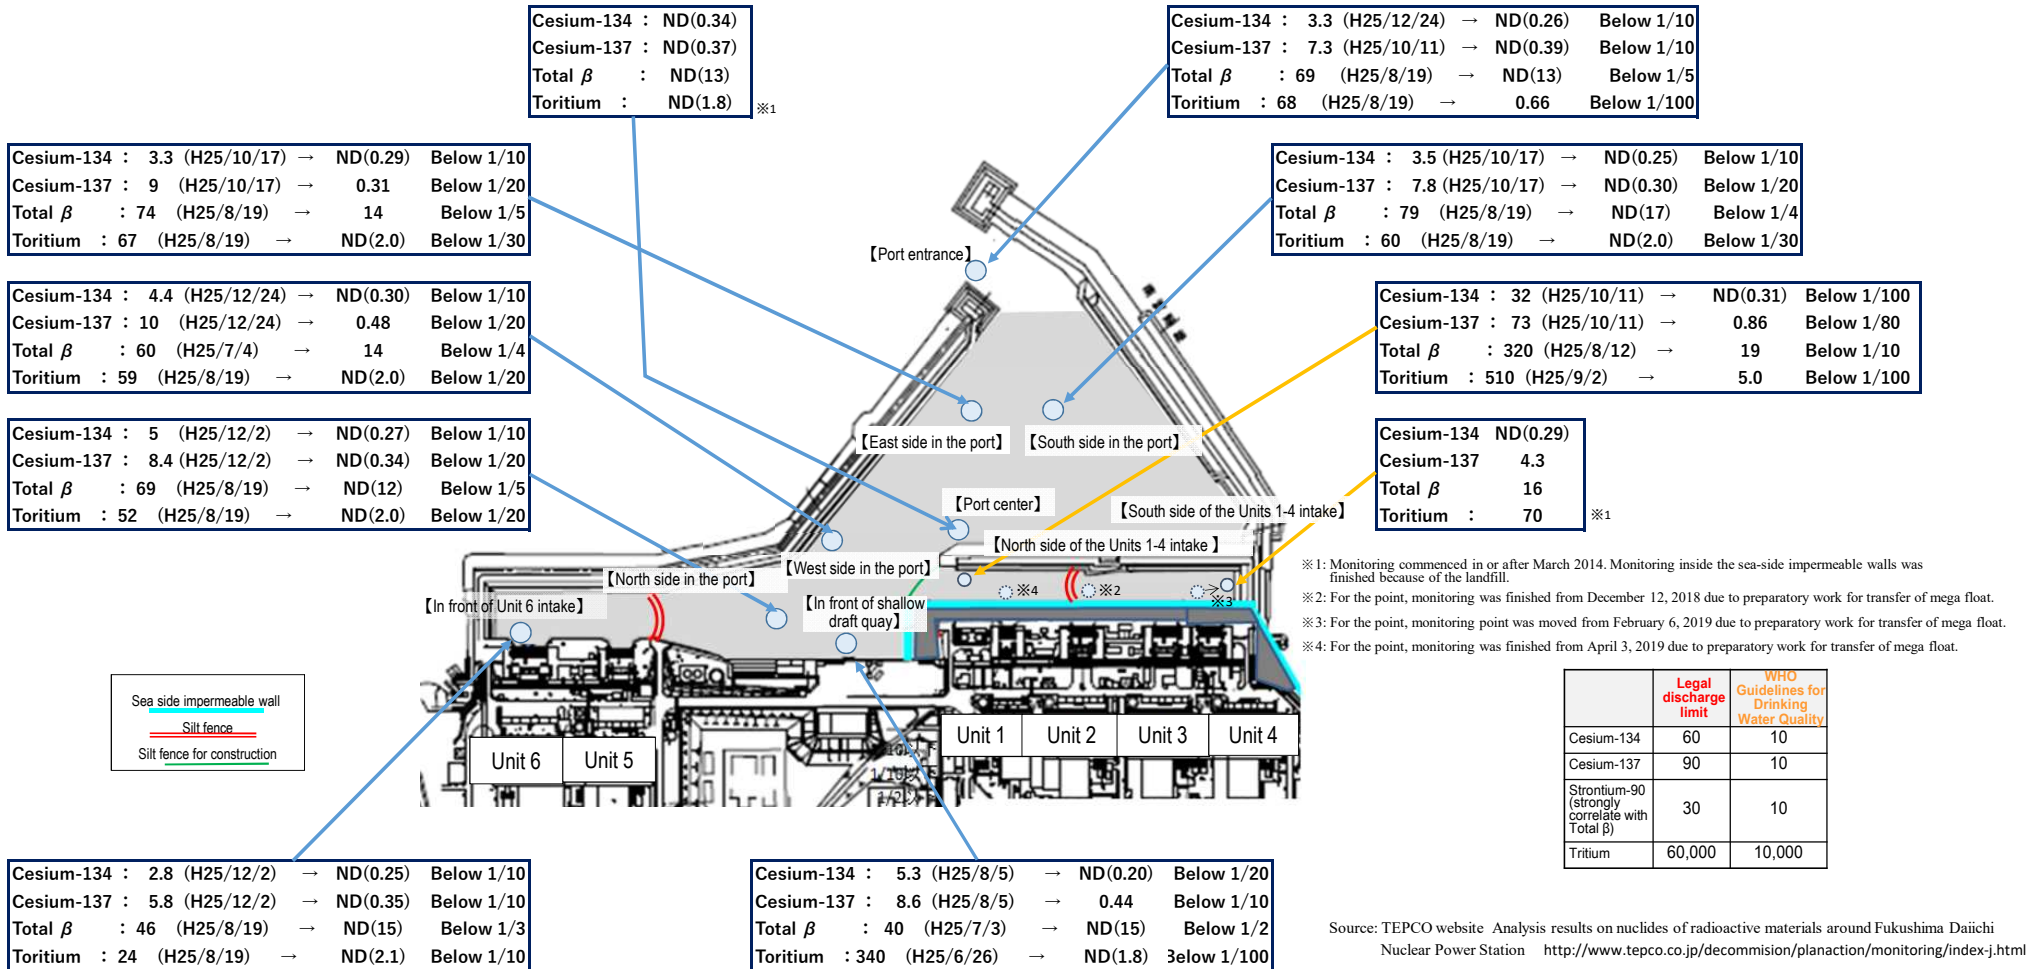 Cesium-134 : ND(0.34)
Cesium-137 : ND(0.37)
Total β : ND(13)
Toritium : ND(1.8) ※1
Cesium-134 : 3.3 (H25/12/24) → ND(0.26) Below 1/10
Cesium-137 : 7.3 (H25/10/11) → ND(0.39) Below 1/10
Total β : 69 (H25/8/19) → ND(13) Below 1/5
Toritium : 68 (H25/8/19) → 0.66 Below 1/100
Cesium-134 : 3.3 (H25/10/17) → ND(0.29) Below 1/10
Cesium-137 : 9 (H25/10/17) → 0.31 Below 1/20
Total β : 74 (H25/8/19) → 14 Below 1/5
Toritium : 67 (H25/8/19) → ND(2.0) Below 1/30
Cesium-134 : 3.5 (H25/10/17) → ND(0.25) Below 1/10
Cesium-137 : 7.8 (H25/10/17) → ND(0.30) Below 1/20
Total β : 79 (H25/8/19) → ND(17) Below 1/4
Toritium : 60 (H25/8/19) → ND(2.0) Below 1/30
Cesium-134 : 4.4 (H25/12/24) → ND(0.30) Below 1/10
Cesium-137 : 10 (H25/12/24) → 0.48 Below 1/20
Total β : 60 (H25/7/4) → 14 Below 1/4
Toritium : 59 (H25/8/19) → ND(2.0) Below 1/20
Cesium-134 : 32 (H25/10/11) → ND(0.31) Below 1/100
Cesium-137 : 73 (H25/10/11) → 0.86 Below 1/80
Total β : 320 (H25/8/12) → 19 Below 1/10
Toritium : 510 (H25/9/2) → 5.0 Below 1/100
Cesium-134 : 5 (H25/12/2) → ND(0.27) Below 1/10
Cesium-137 : 8.4 (H25/12/2) → ND(0.34) Below 1/20
Total β : 69 (H25/8/19) → ND(12) Below 1/5
Toritium : 52 (H25/8/19) → ND(2.0) Below 1/20
Cesium-134 ND(0.29)
Cesium-137 4.3
Total β 16
Toritium : 70 ※1
【Port entrance】
【East side in the port】
【South side in the port】
【Port center】
【South side of the Units 1-4 intake】
【North side of the Units 1-4 intake 】
【West side in the port】
【North side in the port】
【In front of Unit 6 intake】
【In front of shallow
draft quay】
※4
※2
※3
Unit 6
Unit 5
Unit 1
Unit 2
Unit 3
Unit 4
Sea side impermeable wall
Silt fence
Silt fence for construction
※1: Monitoring commenced in or after March 2014. Monitoring inside the sea-side impermeable walls was
finished because of the landfill.
※2: For the point, monitoring was finished from December 12, 2018 due to preparatory work for transfer of mega float.
※3: For the point, monitoring point was moved from February 6, 2019 due to preparatory work for transfer of mega float.
※4: For the point, monitoring was finished from April 3, 2019 due to preparatory work for transfer of mega float.
Legal
discharge
limit
WHO
Guidelines for
Drinking
Water Quality
Cesium-134 60 10
Cesium-137 90 10
Strontium-90
(strongly
correlate with
Total β) 30 10
Tritium 60,000 10,000
Cesium-134 : 2.8 (H25/12/2) → ND(0.25) Below 1/10
Cesium-137 : 5.8 (H25/12/2) → ND(0.35) Below 1/10
Total β : 46 (H25/8/19) → ND(15) Below 1/3
Toritium : 24 (H25/8/19) → ND(2.1) Below 1/10
Cesium-134 : 5.3 (H25/8/5) → ND(0.20) Below 1/20
Cesium-137 : 8.6 (H25/8/5) → 0.44 Below 1/10
Total β : 40 (H25/7/3) → ND(15) Below 1/2
Toritium : 340 (H25/6/26) → ND(1.8) Below 1/100
Source: TEPCO website Analysis results on nuclides of radioactive materials around Fukushima Daiichi
Nuclear Power Station http://www.tepco.co.jp/decommision/planaction/monitoring/index-j.html